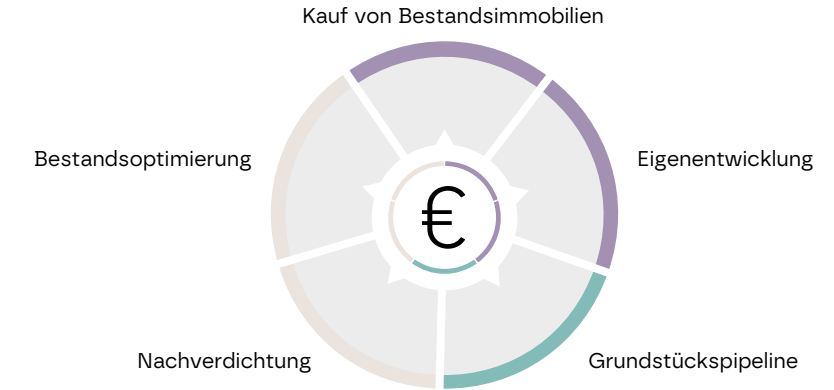 Kauf von Bestandsimmobilien
Bestandsoptimierung
Eigenentwicklung
€
Nachverdichtung
Grundstückspipeline